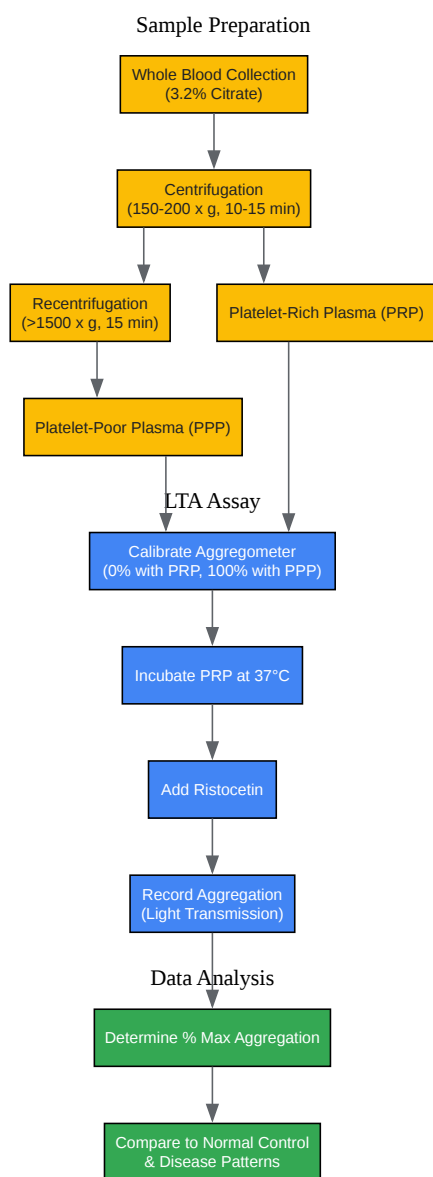 Sample Preparation
Whole Blood Collection
(3.2% Citrate)
Centrifugation
(150-200 x g, 10-15 min)
Recentrifugation
(>1500 x g, 15 min)
Platelet-Rich Plasma (PRP)
Platelet-Poor Plasma (PPP)
LTA Assay
Calibrate Aggregometer
(0% with PRP, 100% with PPP)
Incubate PRP at 37°C
Add Ristocetin
Record Aggregation
(Light Transmission)
Data Analysis
Determine % Max Aggregation
Compare to Normal Control
& Disease Patterns